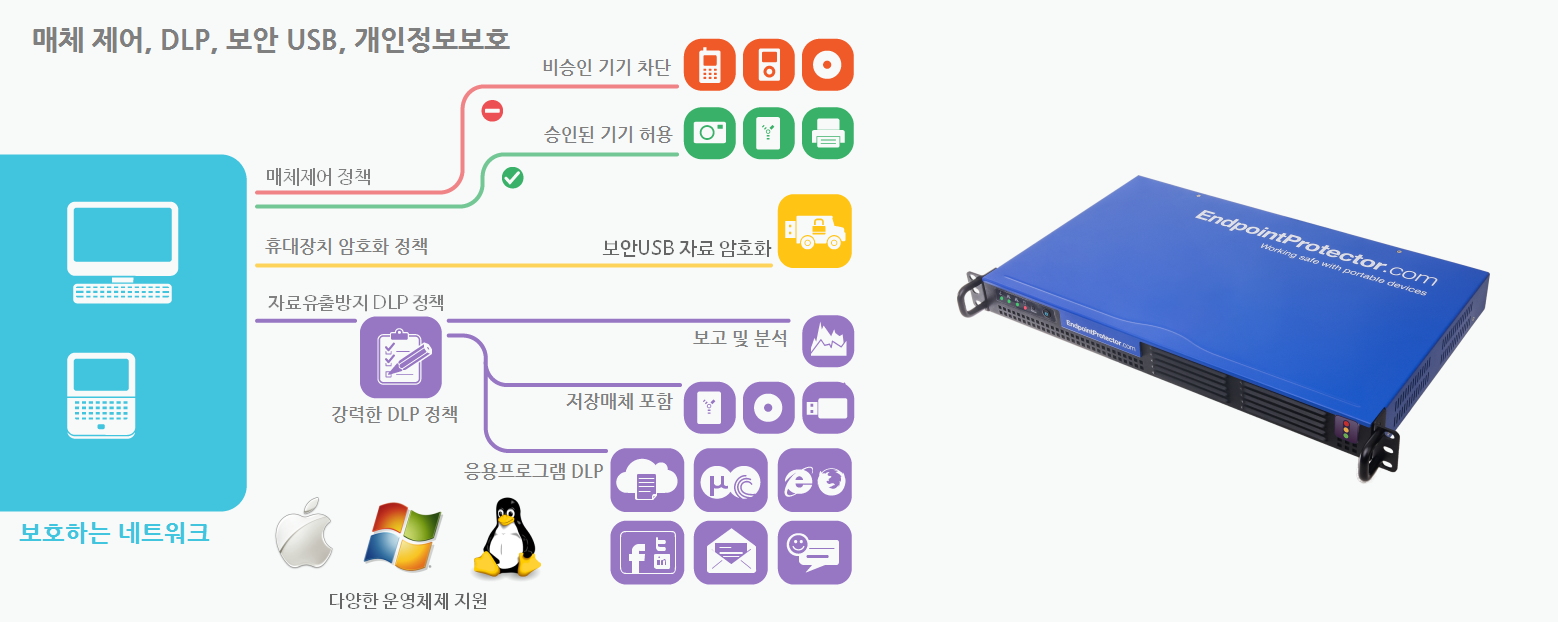 매체 제어, DLP, 보안 USB, 개인정보보호
비승인 기기 차단
승인된 기기 허용
매체제어 정책
휴대장치 암호화 정책
보안USB 자료 암호화
자료유출방지 DLP 정책
보고 및 분석
강력한 DLP 정책
저장매체 포함
응용프로그램 DLP
µ
f
t
in
보호하는 네트워크
다양한 운영체제 지원
EndpointProtector.com
Working safe with portable devices
EndpointProtector.com